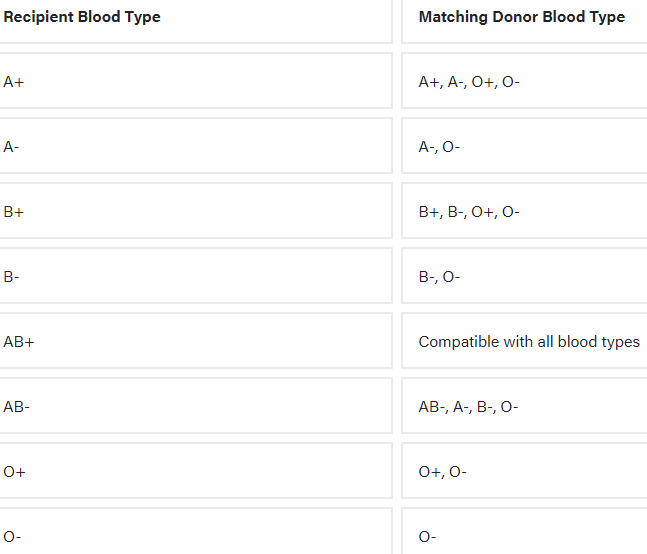 Recipient Blood Type Matching Donor Blood Type
A+ A+, A-, O+, O-
A- A-, O-
B+ B+, B-, O+, O-
B- B-, O-
AB+ Compatible with all blood types
AB- AB-, A-, B-, O-
O+ O+, O-
O- O-